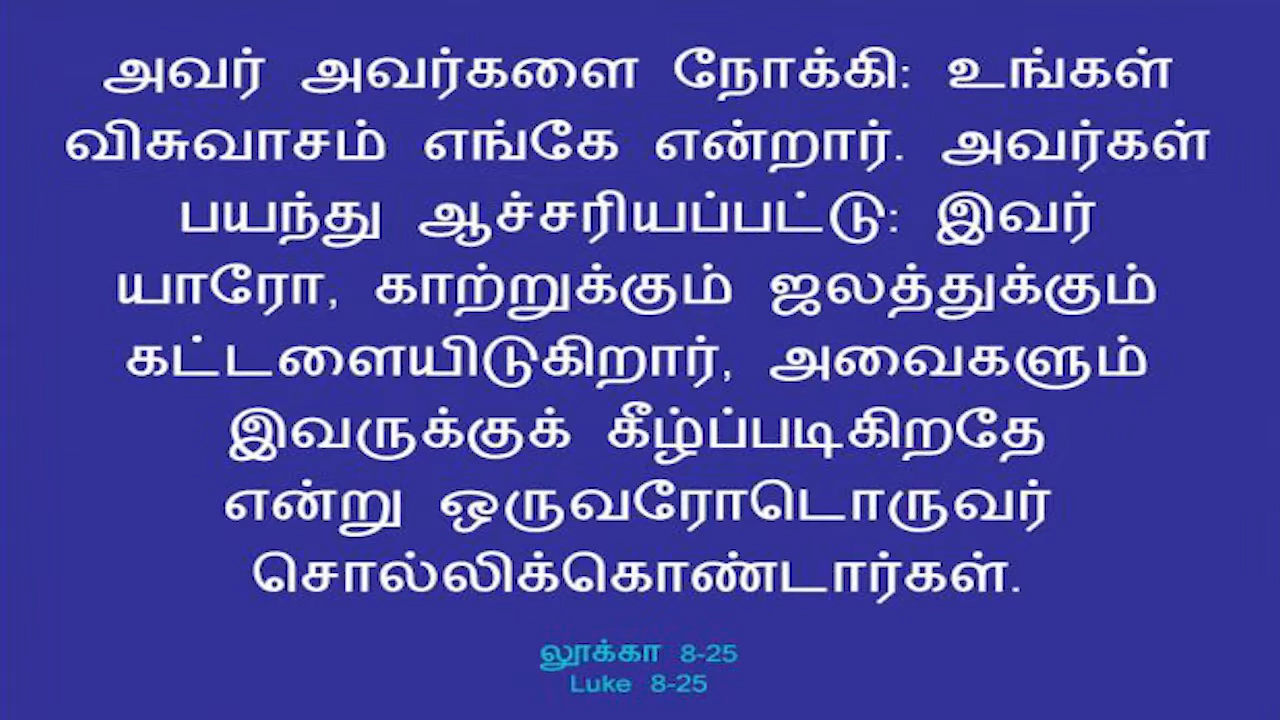 அவர் அவர்களை நோக்கி: உங்கள்
விசுவாசம் எங்கே என்றார். அவர்கள்
பயந்து ஆச்சரியப்பட்டு: இவர்
யாரோ, காற்றுக்கும் ஜலத்துக்கும்
கட்டளையிடுகிறார், அவைகளும்
இவருக்குக் கீழ்ப்படிகிறதே
என்று ஒருவரோடொருவர்
சொல்லிக்கொண்டார்கள்.
லூக்கா 8-25
Luke 8-25